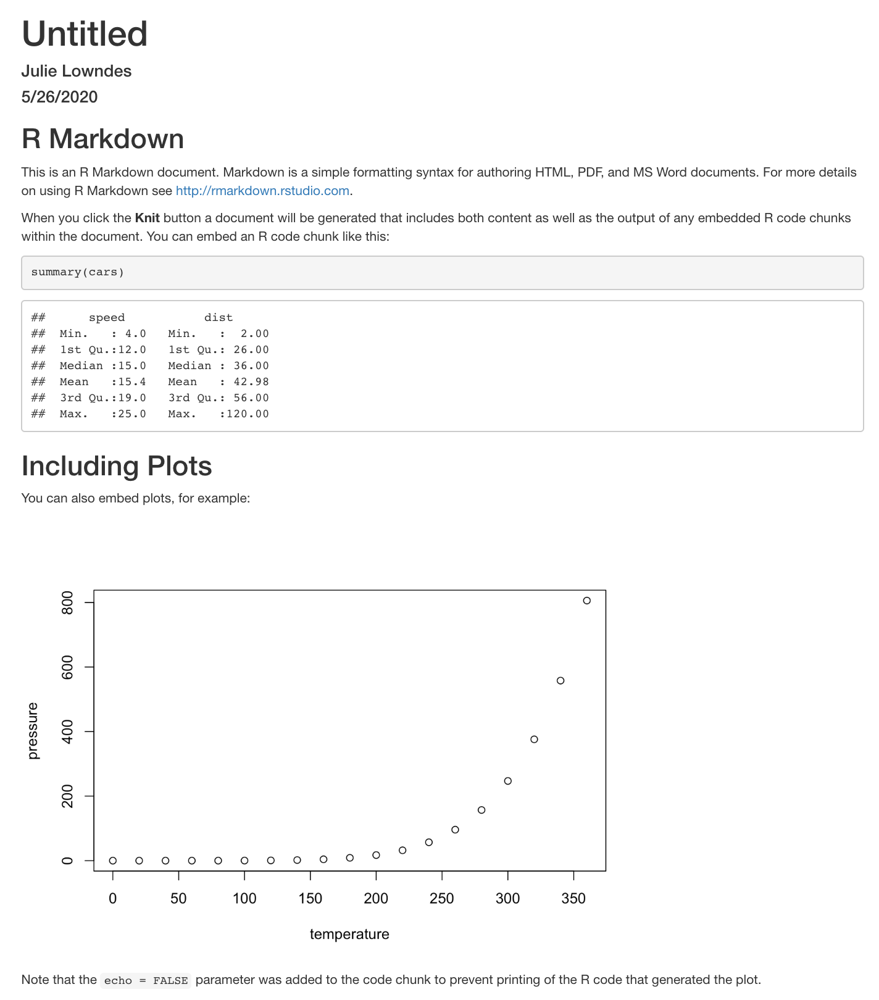 Untitled
Julie Lowndes
5/26/2020
R Markdown
This is an R Markdown document. Markdown is a simple formatting syntax for authoring HTML, PDF, and MS Word documents. For more details
on using R Markdown see http://rmarkdown.rstudio.com.
When you click the Knit button a document will be generated that includes both content as well as the output of any embedded R code chunks
within the document. You can embed an R code chunk like this:
summary(cars)
##      speed           dist
##  Min.   : 4.0   Min.   :  2.00
##  1st Qu.:12.0   1st Qu.: 26.00
##  Median :15.0   Median : 36.00
##  Mean   :15.4   Mean   : 42.98
##  3rd Qu.:19.0   3rd Qu.: 56.00
##  Max.   :25.0   Max.   :120.00
Including Plots
You can also embed plots, for example:
800
600
400
200
0
pressure
0 50 100 150 200 250 300 350
temperature
Note that the echo = FALSE parameter was added to the code chunk to prevent printing of the R code that generated the plot.